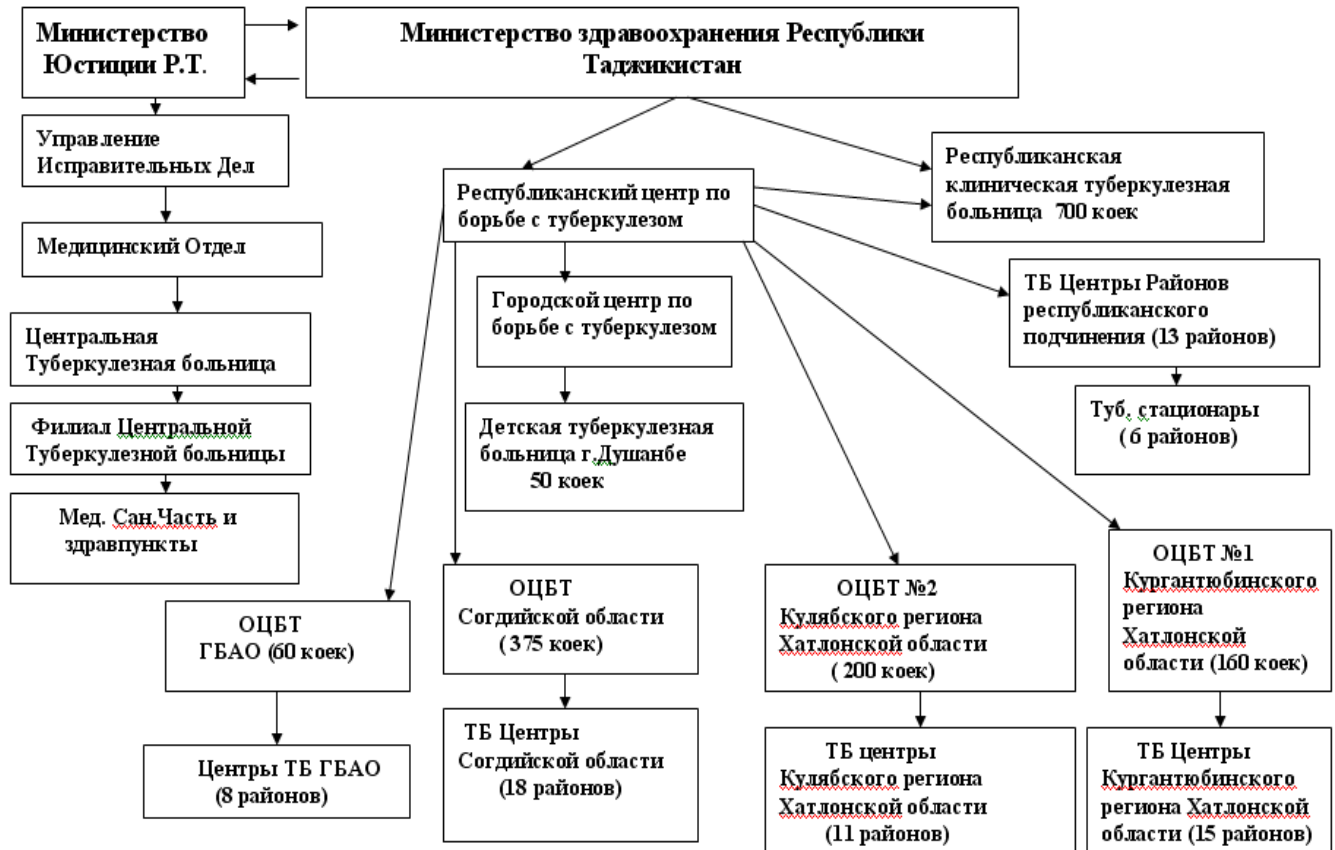 Министерство
Юстиции Р.Т.
Министерство здравоохранения Республики
Таджикистан
Управление
Исправительных Дел
Медицинский Отдел
Центральная
Туберкулезная больница
Филиал Центральной
Туберкулезной больницы
Мед. Сан.Часть и
здравпункты
Республиканский центр по
борьбе с туберкулезом
Республиканская
клиническая туберкулезная
больница 700 коек
Городской центр по
борьбе с туберкулезом
ТБ Центры Районов
республиканского
подчинения (13 районов)
Детская туберкулезная
больница г.Душанбе
50 коек
Туб. стационары
(6 районов)
ОЦБТ
ГБАО (60 коек)
ОЦБТ
Согдийской области
(375 коек)
ОЦБТ №2
Кулябского региона
Хатлонской области
(200 коек)
ОЦБТ №1
Кургантюбинского
региона
Хатлонской
области (160 коек)
Центры ТБ ГБАО
(8 районов)
ТБ Центры
Согдийской области
(18 районов)
ТБ центры
Кулябского региона
Хатлонской области
(11 районов)
ТБ Центры
Кургантюбинского
региона Хатлонской
области (15 районов)